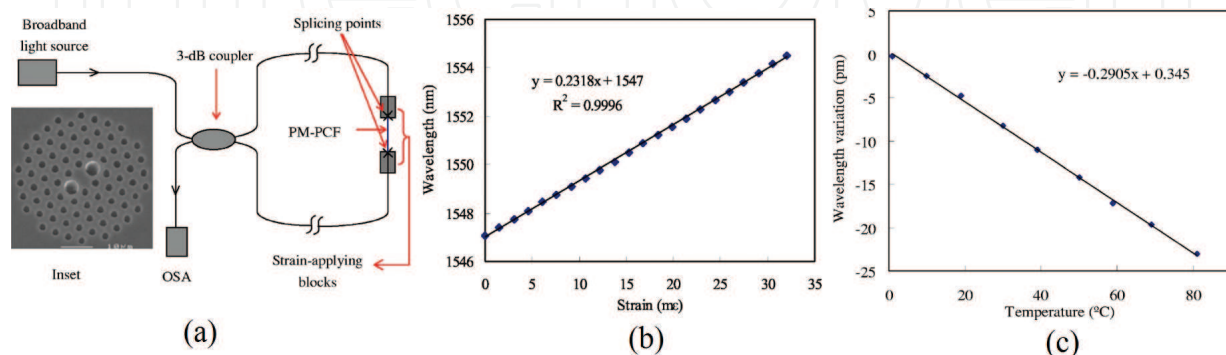 Broadband
light source
3-dB coupler
Splicing points
PM-PCF
Inset
OSA
Strain-applying
blocks
(a)
1556
1554
1552
1550
1548
1546
Wavelength (nm)
y = 0.2318x + 1547
R² = 0.9996
0 5 10 15 20 25 30 35
Strain (mε)
(b)
5
0
-5
-10
-15
-20
-25
Wavelength variation (pm)
y = -0.2905x + 0.345
0 20 40 60 80
Temperature (ºC)
(c)